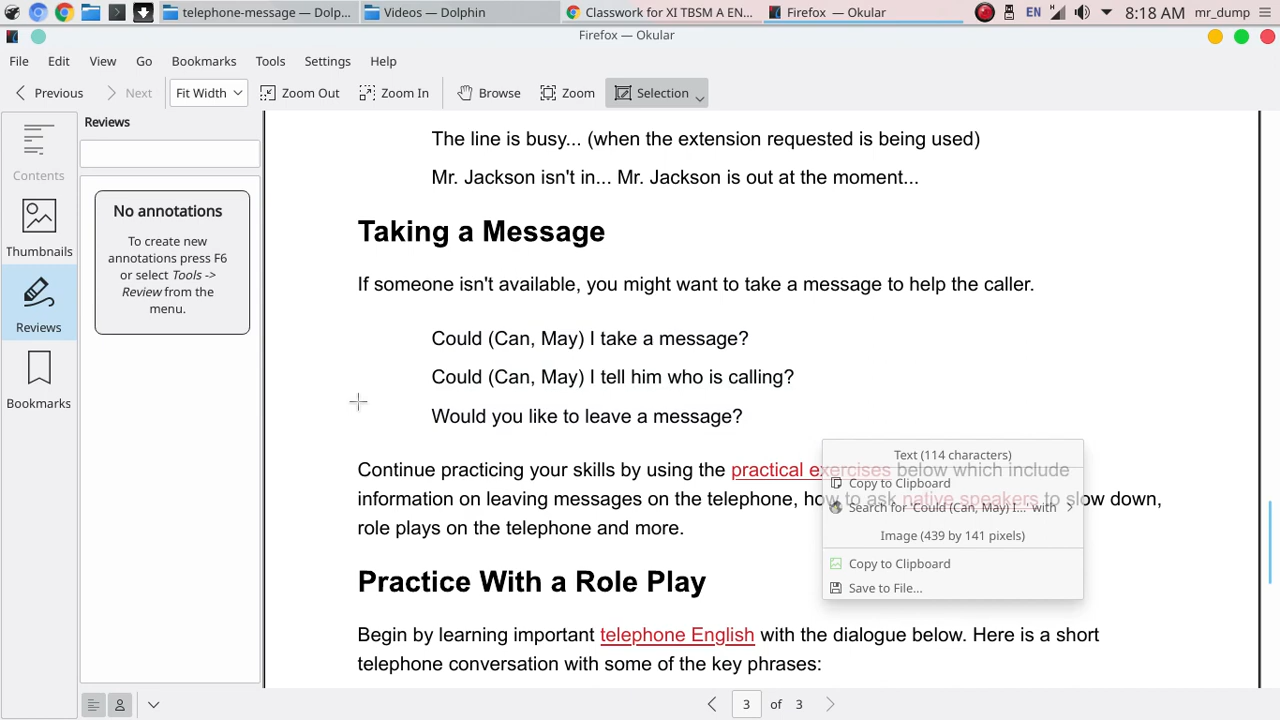 telephone-message — Dolp... Videos — Dolphin Classwork for XI TBSM A EN... Firefox — Okular EN 8:18 AM mr_dump
Firefox — Okular
File Edit View Go Bookmarks Tools Settings Help
Previous Next Fit Width Zoom Out Zoom In Browse Zoom Selection
Contents
Thumbnails
Reviews
Bookmarks
Reviews
No annotations
To create new
annotations press F6
or select Tools ->
Review from the
menu.
The line is busy... (when the extension requested is being used)
Mr. Jackson isn't in... Mr. Jackson is out at the moment...
Taking a Message
If someone isn't available, you might want to take a message to help the caller.
Could (Can, May) I take a message?
Could (Can, May) I tell him who is calling?
Would you like to leave a message?
Continue practicing your skills by using the practical exercises below which include
information on leaving messages on the telephone, how to ask native speakers to slow down,
role plays on the telephone and more.
Text (114 characters)
Copy to Clipboard
Search for 'Could (Can, May) I...' with
Image (439 by 141 pixels)
Copy to Clipboard
Save to File...
Practice With a Role Play
Begin by learning important telephone English with the dialogue below. Here is a short
telephone conversation with some of the key phrases:
3 of 3